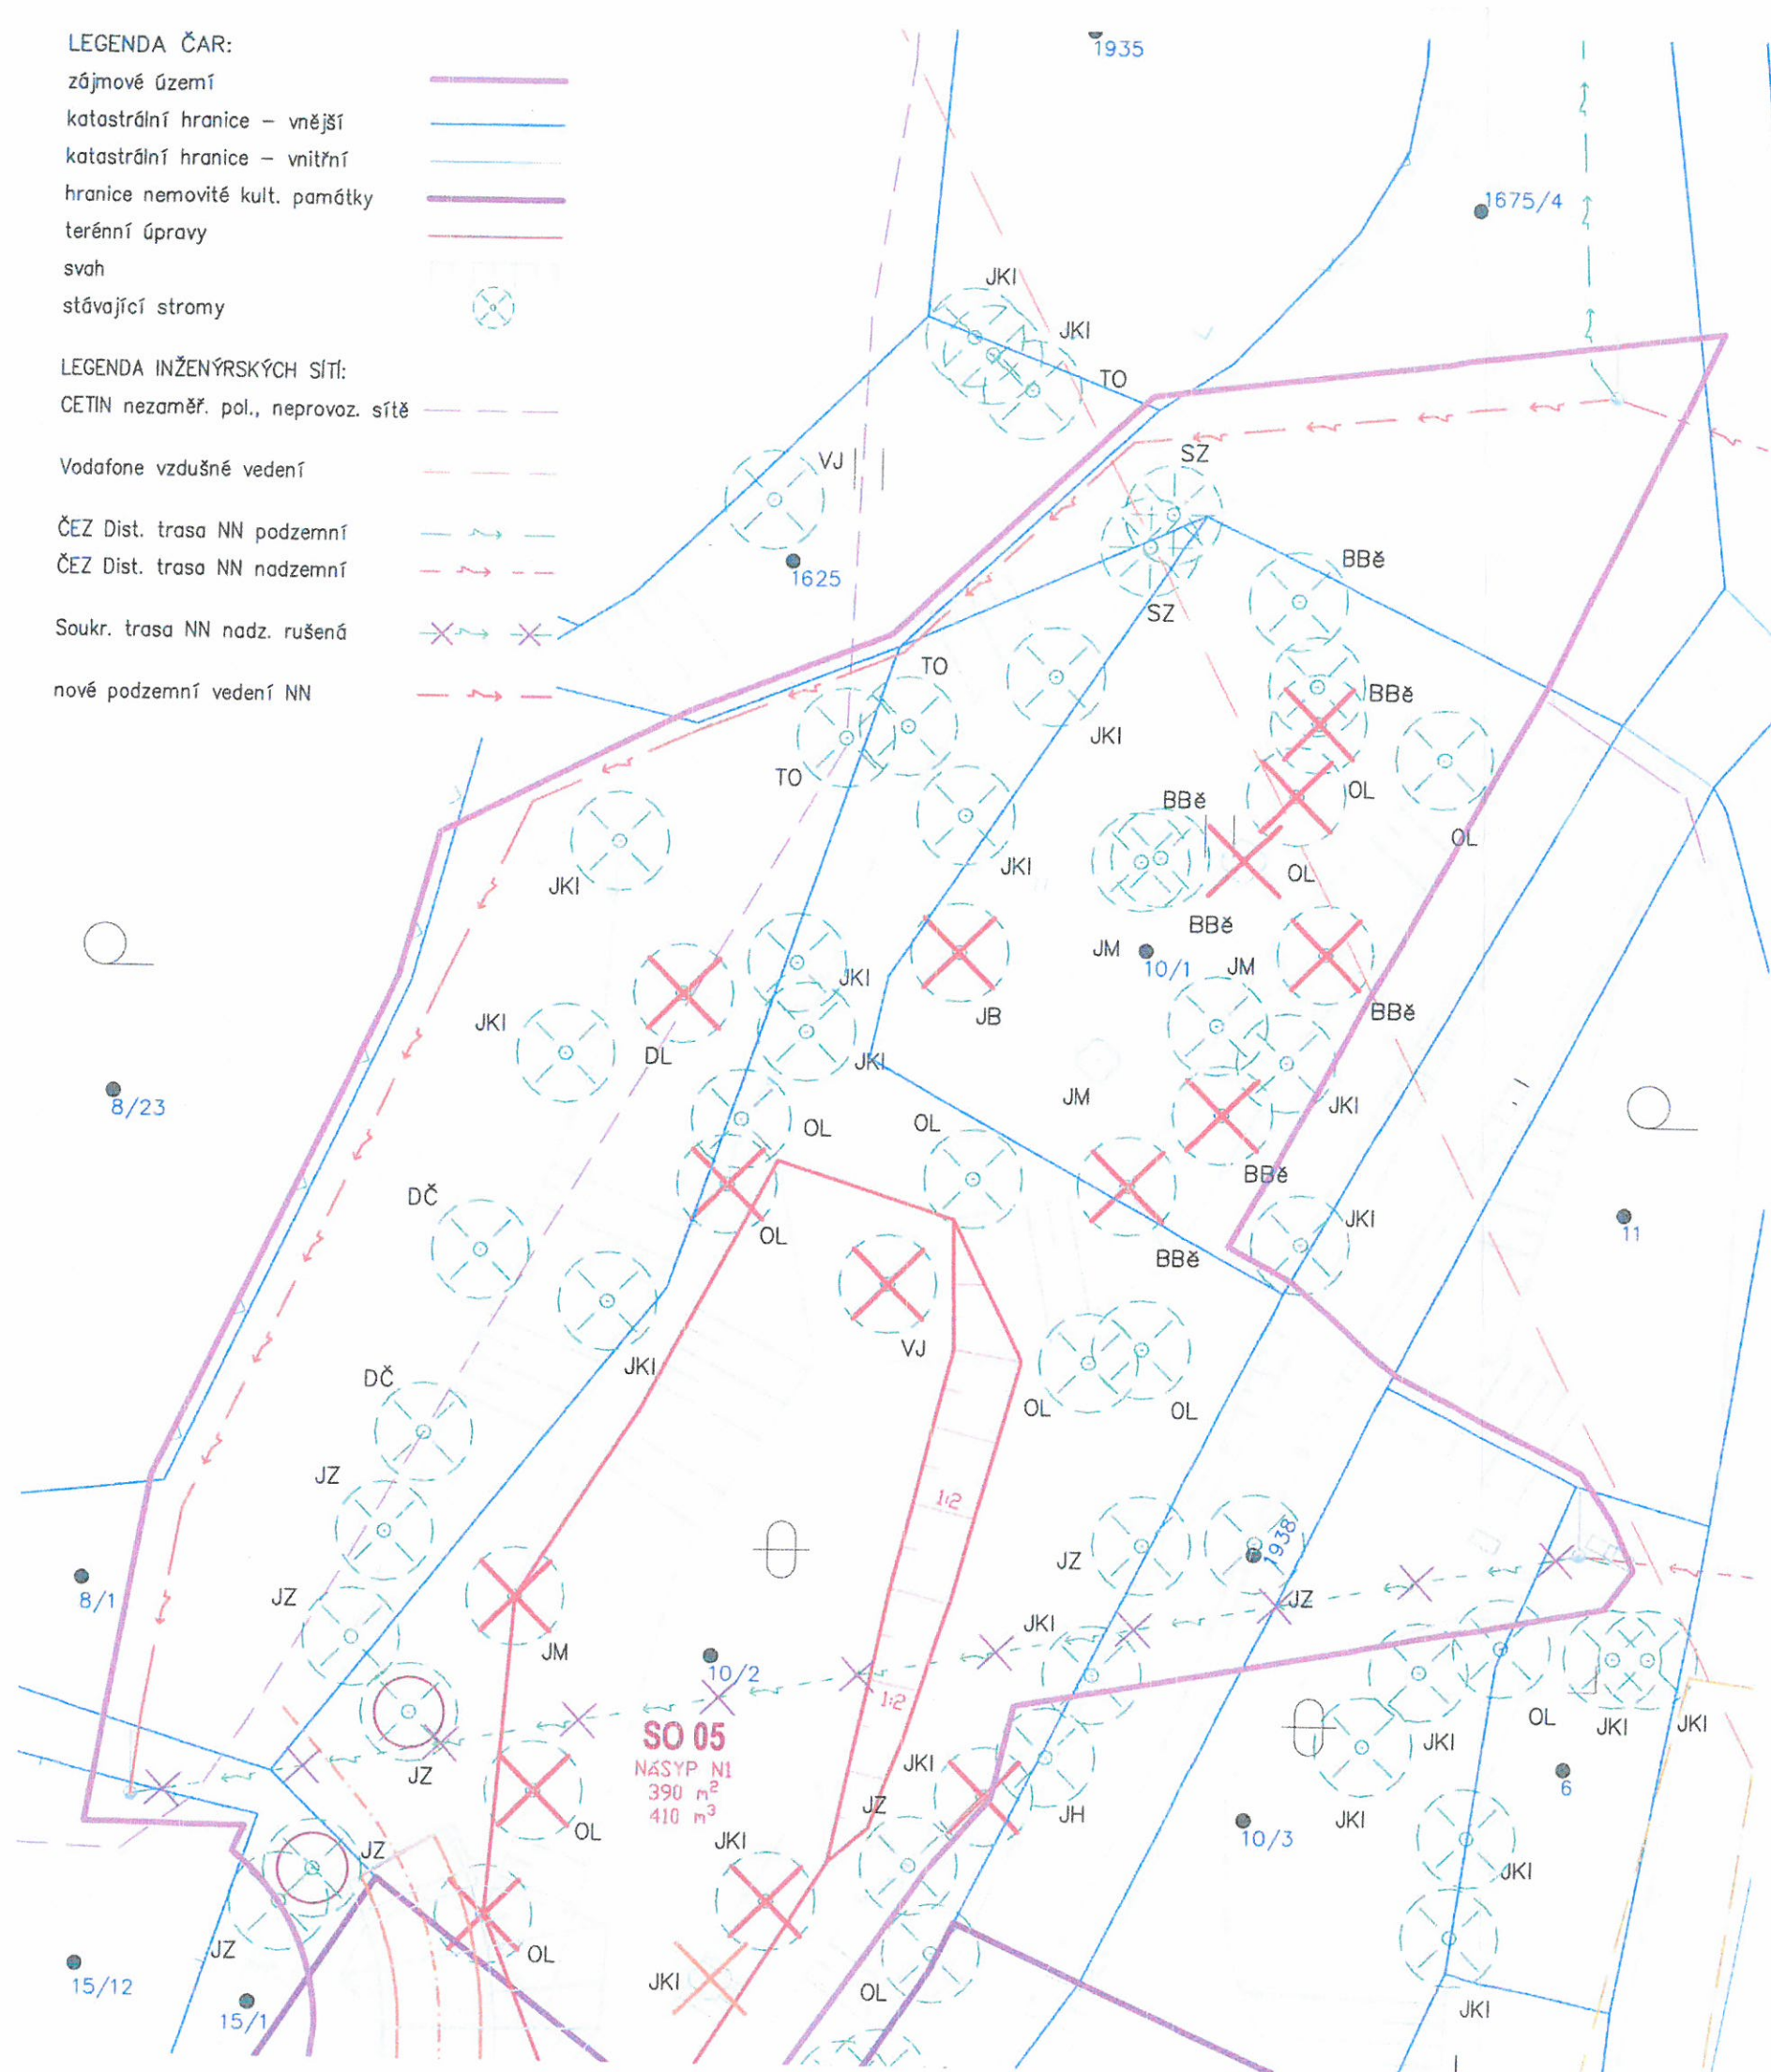 LEGENDA ČAR:
zájmové území
katastrální hranice – vnější
katastrální hranice – vnitřní
hranice nemovité kult. památky
terénní úpravy
svah
stávající stromy
LEGENDA INŽENÝRSKÝCH SÍTÍ:
CETIN nezaměř. pol., neprovoz. sítě
Vodafone vzdušné vedení
ČEZ Dist. trasa NN podzemní
ČEZ Dist. trasa NN nadzemní
Soukr. trasa NN nadz. rušená
nové podzemní vedení NN
1935
1675/4
JKI
JKI
TO
VJ
SZ
1625
BBě
SZ
TO
BBě
JKI
TO
OL
BBě
OL
JKI
OL
JKI
BBě
JM
10/1
JM
JKI
JB
BBě
JKI
DL
JKI
8/23
JM
JKI
OL
OL
BBě
DČ
JKI
11
OL
BBě
VJ
JKI
DČ
OL
OL
JZ
1:2
1938
JZ
8/1
JZ
JZ
JKI
JM
10/2
1:2
OL
JKI
JKI
SO 05
JKI
NÁSYP N1
JKI
JZ
390 m²
6
JZ
410 m³
JH
JKI
OL
10/3
JKI
JZ
JKI
JZ
OL
15/12
JKI
OL
15/1
JKI